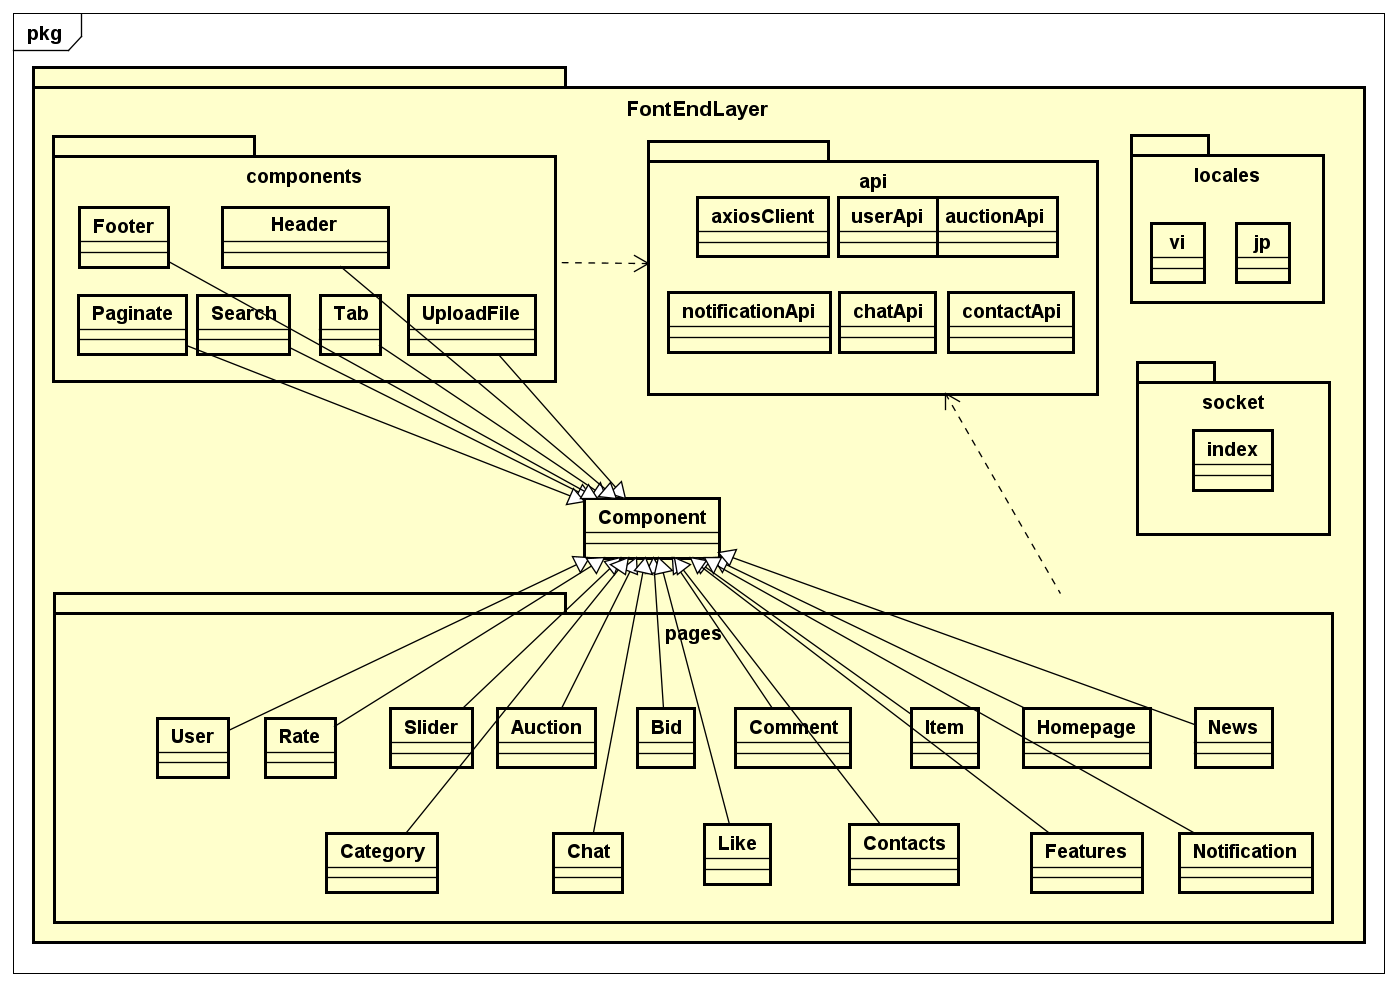 pkg
FontEndLayer
components
Footer
Header
Paginate
Search
Tab
UploadFile
api
axiosClient
userApi
auctionApi
notificationApi
chatApi
contactApi
locales
vi
jp
socket
index
Component
pages
User
Rate
Slider
Auction
Bid
Comment
Item
Homepage
News
Category
Chat
Like
Contacts
Features
Notification